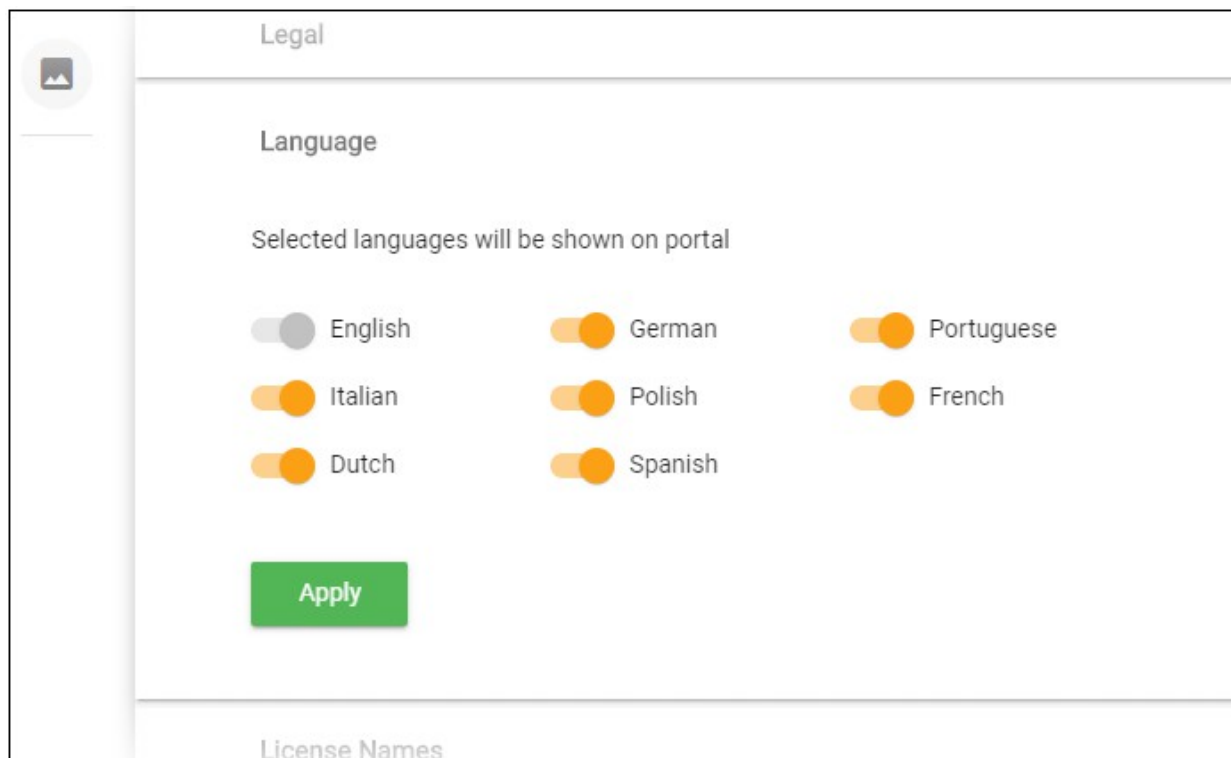 Legal
Language
Selected languages will be shown on portal
English German Portuguese
Italian Polish French
Dutch Spanish
Apply
License Names